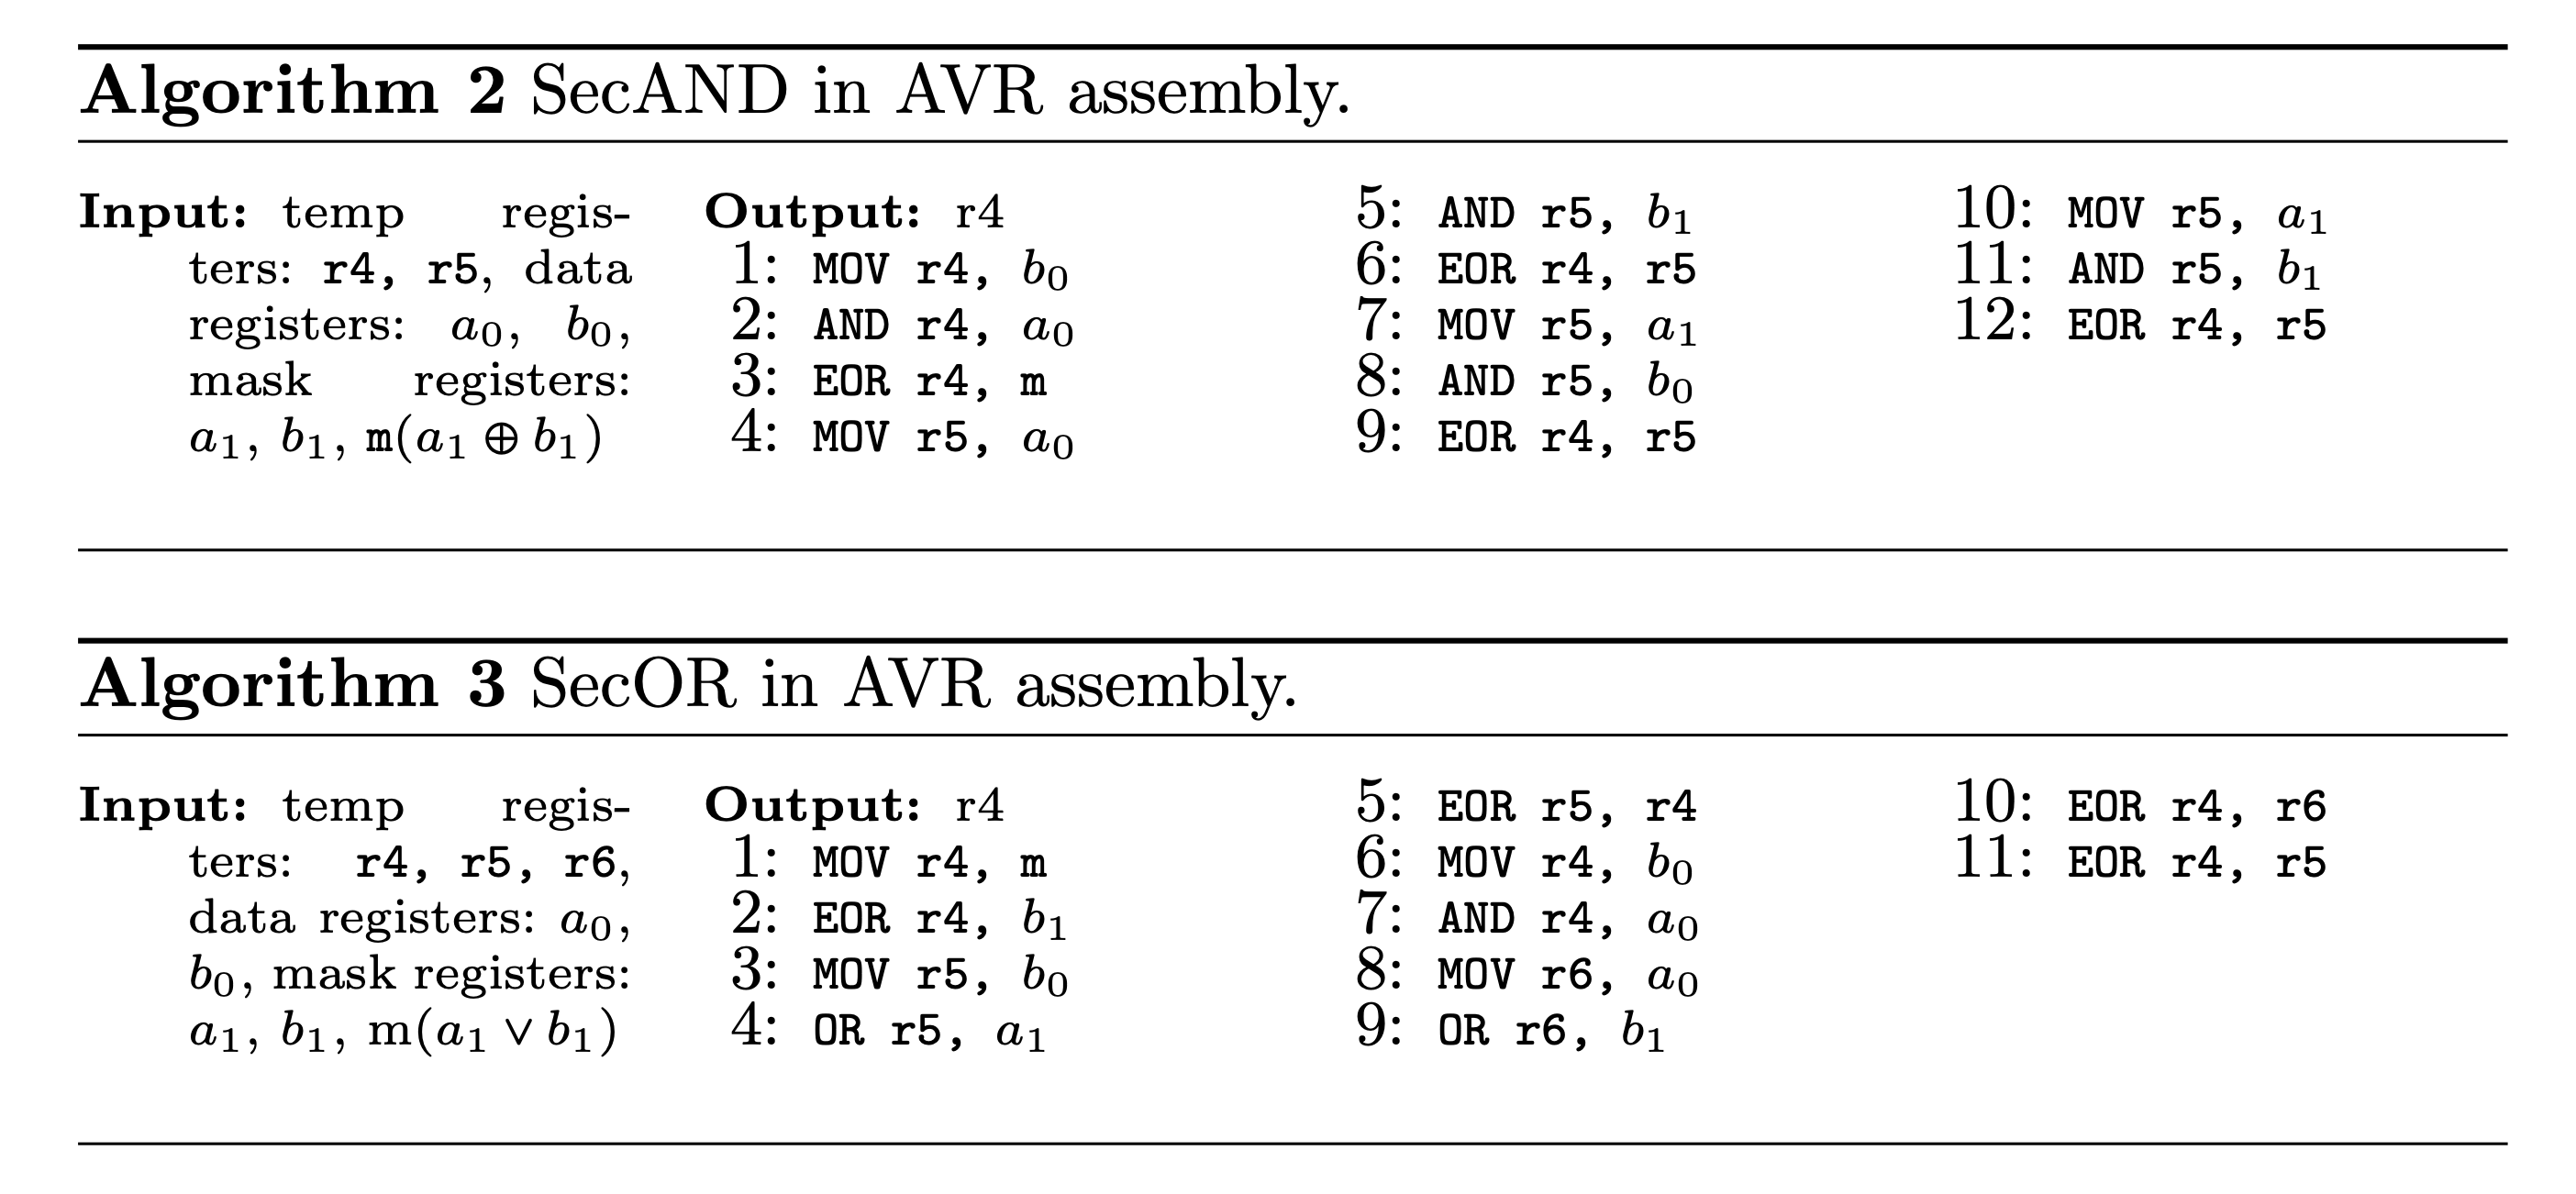 Algorithm 2 SecAND in AVR assembly.
Input: temp regis-
ters: r4, r5, data
registers: a₀, b₀,
mask registers:
a₁, b₁, m(a₁ ⊕ b₁)
Output: r4
1: MOV r4, b₀
2: AND r4, a₀
3: EOR r4, m
4: MOV r5, a₀
5: AND r5, b₁
6: EOR r4, r5
7: MOV r5, a₁
8: AND r5, b₀
9: EOR r4, r5
10: MOV r5, a₁
11: AND r5, b₁
12: EOR r4, r5
Algorithm 3 SecOR in AVR assembly.
Input: temp regis-
ters: r4, r5, r6,
data registers: a₀,
b₀, mask registers:
a₁, b₁, m(a₁ ∨ b₁)
Output: r4
1: MOV r4, m
2: EOR r4, b₁
3: MOV r5, b₀
4: OR r5, a₁
5: EOR r5, r4
6: MOV r4, b₀
7: AND r4, a₀
8: MOV r6, a₀
9: OR r6, b₁
10: EOR r4, r6
11: EOR r4, r5